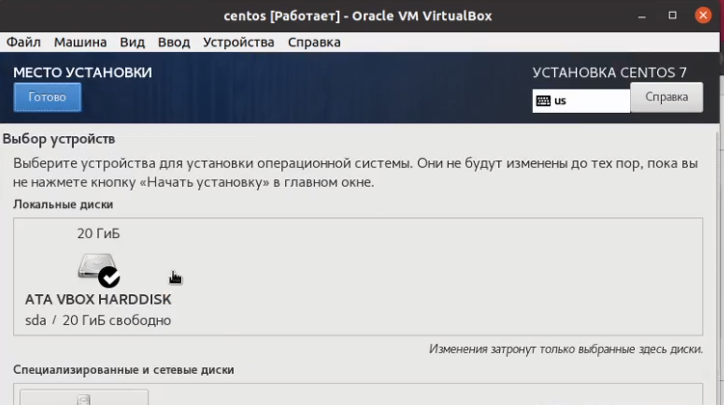 centos [Работает] - Oracle VM VirtualBox
Файл Машина Вид Ввод Устройства Справка
МЕСТО УСТАНОВКИ
УСТАНОВКА CENTOS 7
Готово
us
Справка
Выбор устройств
Выберите устройства для установки операционной системы. Они не будут изменены до тех пор, пока вы
не нажмете кнопку «Начать установку» в главном окне.
Локальные диски
20 ГиБ
ATA VBOX HARDDISK
sda / 20 ГиБ свободно
Изменения затронут только выбранные здесь диски.
Специализированные и сетевые диски